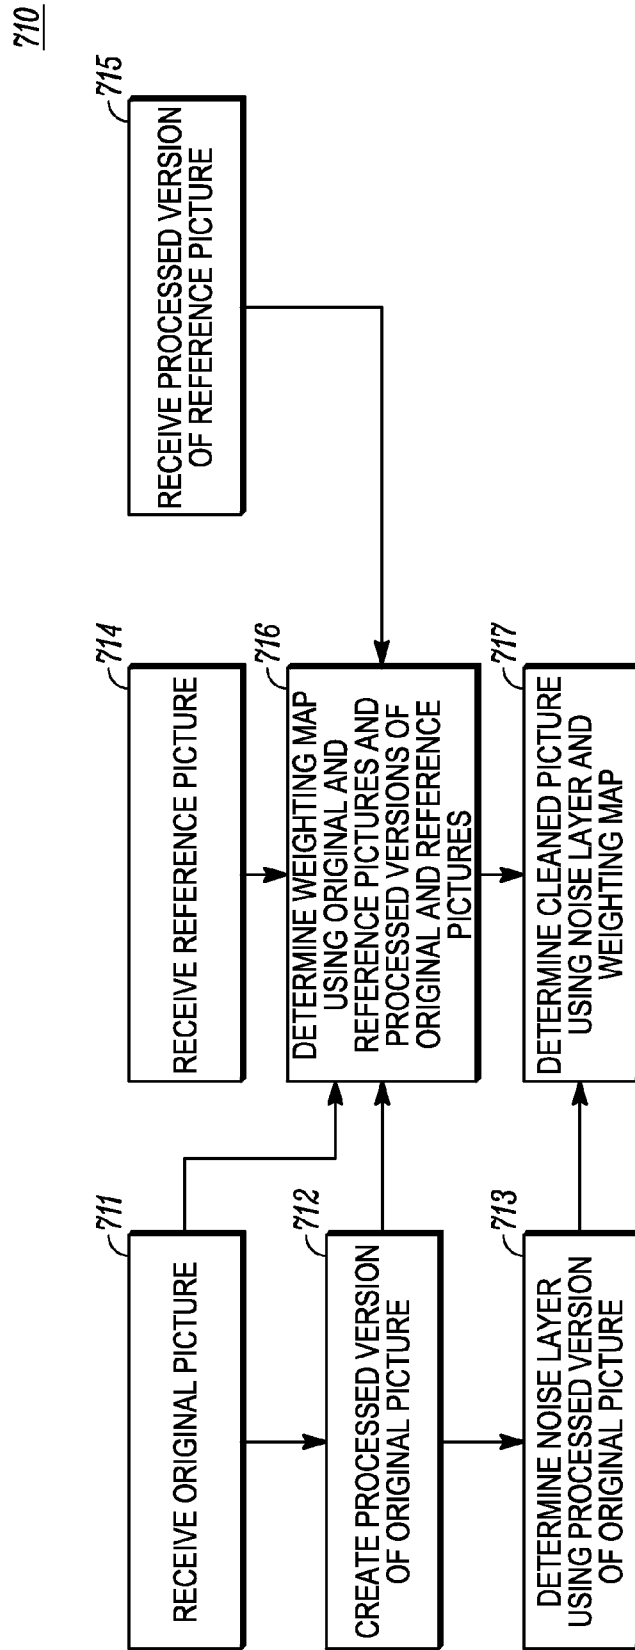 710
711
RECEIVE ORIGINAL PICTURE
712
CREATE PROCESSED VERSION
OF ORIGINAL PICTURE
713
DETERMINE NOISE LAYER
USING PROCESSED VERSION
OF ORIGINAL PICTURE
714
RECEIVE REFERENCE PICTURE
716
DETERMINE WEIGHTING MAP
USING ORIGINAL AND
REFERENCE PICTURES AND
PROCESSED VERSIONS OF
ORIGINAL AND REFERENCE
PICTURES
717
DETERMINE CLEANED PICTURE
USING NOISE LAYER AND
WEIGHTING MAP
715
RECEIVE PROCESSED VERSION
OF REFERENCE PICTURE